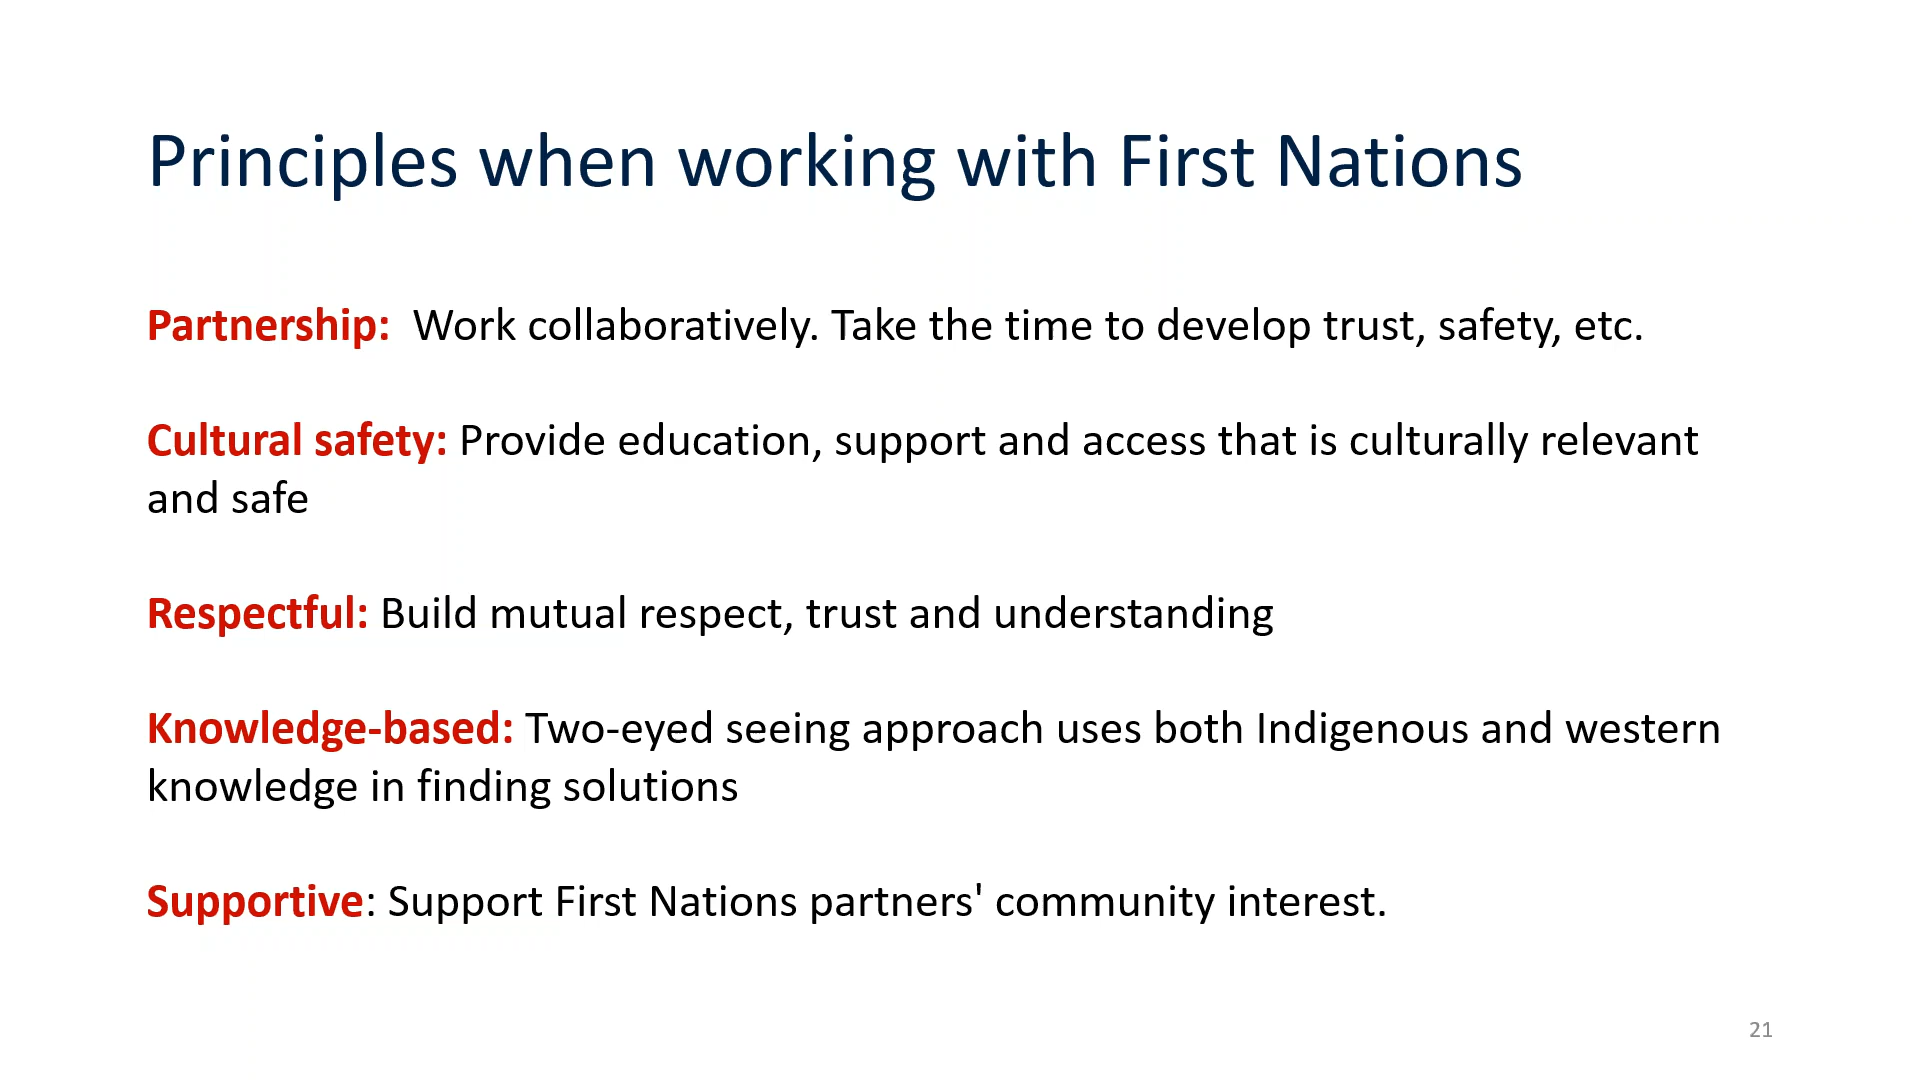 Principles when working with First Nations
Partnership:  Work collaboratively. Take the time to develop trust, safety, etc.
Cultural safety: Provide education, support and access that is culturally relevant
and safe
Respectful: Build mutual respect, trust and understanding
Knowledge-based: Two-eyed seeing approach uses both Indigenous and western
knowledge in finding solutions
Supportive: Support First Nations partners' community interest.
21